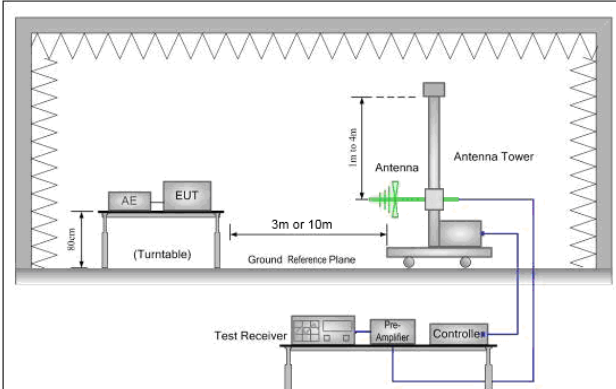 1m to 4m
Antenna
Antenna Tower
AE
EUT
3m or 10m
80cm
(Turntable)
Ground Reference Plane
Test Receiver
Pre-
Amplifier
Controlle